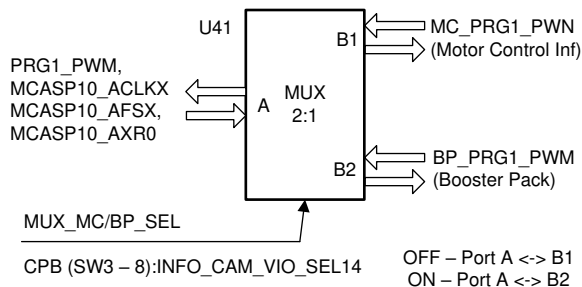 U41
MC_PRG1_PWN
B1
(Motor Control Inf)
PRG1_PWM,
MCASP10_ACLKX
MCASP10_AFSX,
MCASP10_AXR0
A
MUX
2:1
BP_PRG1_PWM
B2
(Booster Pack)
MUX_MC/BP_SEL
CPB (SW3 – 8):INFO_CAM_VIO_SEL14
OFF – Port A <-> B1
ON – Port A <-> B2